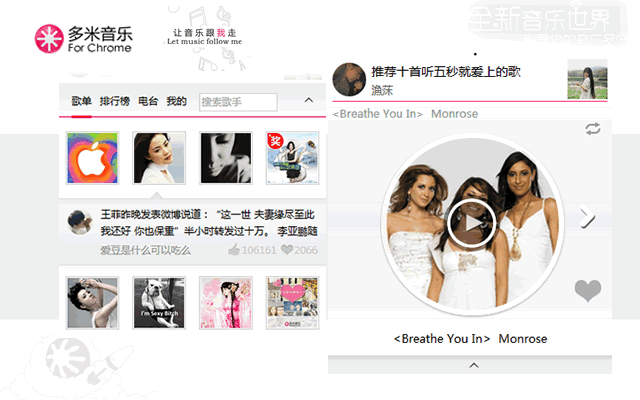 多米音乐
For Chrome
让音乐跟我走
Let music follow me
全新音乐世界
歌单 排行榜 电台 我的 搜索歌手
奖
王菲昨晚发表微博说道:“这一世 夫妻缘尽至此
我还好 你也保重”半小时转发过十万。 李亚鹏随
爱豆是什么可以吃么 106161 2066
I'm Sexy Bitch
推荐十首听五秒就爱上的歌
渔莯
<Breathe You In> Monrose
<Breathe You In> Monrose